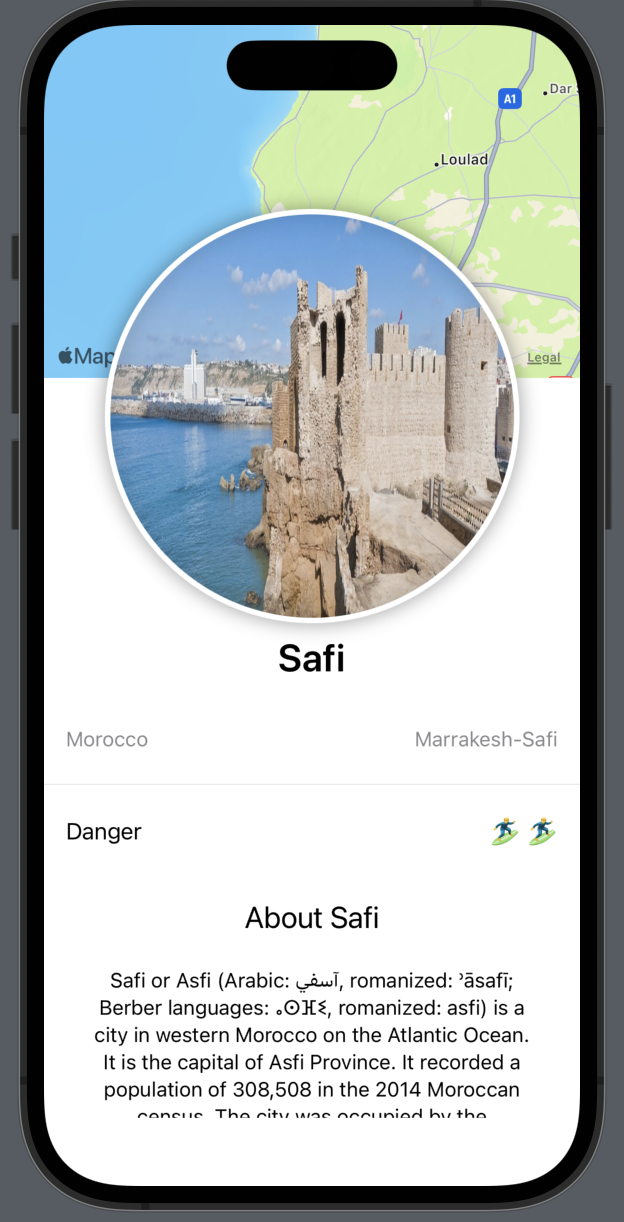 A1
Dar
Loulad
Map
Legal
Safi
Morocco
Marrakesh-Safi
Danger
About Safi
Safi or Asfi (Arabic: آسفي, romanized: ʾāsafī;
Berber languages: ⴰⵙⴼⵉ, romanized: asfi) is a
city in western Morocco on the Atlantic Ocean.
It is the capital of Asfi Province. It recorded a
population of 308,508 in the 2014 Moroccan
census. The city was occupied by the